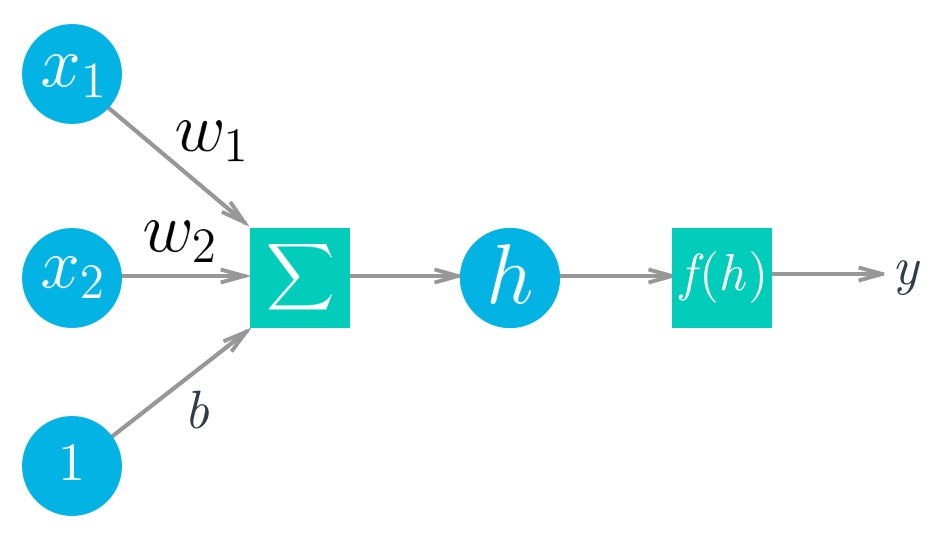 x₁
w₁
w₂
x₂
∑
h
f(h)
y
b
1